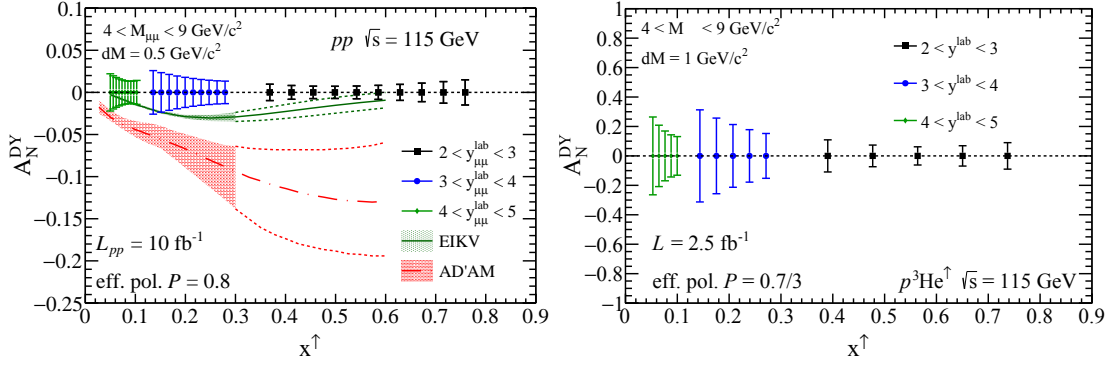 0.1
0.05
0
−0.05
−0.1
−0.15
−0.2
−0.25
A_N^DY
4 < M_μμ < 9 GeV/c²
dM = 0.5 GeV/c²
pp √s = 115 GeV
2 < y_μμ^lab < 3
3 < y_μμ^lab < 4
4 < y_μμ^lab < 5
EIKV
AD'AM
L_pp = 10 fb⁻¹
eff. pol. P = 0.8
0 0.1 0.2 0.3 0.4 0.5 0.6 0.7 0.8 0.9
x↑
1
0.8
0.6
0.4
0.2
0
−0.2
−0.4
−0.6
−0.8
−1
A_N^DY
4 < M < 9 GeV/c²
dM = 1 GeV/c²
2 < y^lab < 3
3 < y^lab < 4
4 < y^lab < 5
L = 2.5 fb⁻¹
eff. pol. P = 0.7/3
p³He↑ √s = 115 GeV
0 0.1 0.2 0.3 0.4 0.5 0.6 0.7 0.8 0.9
x↑